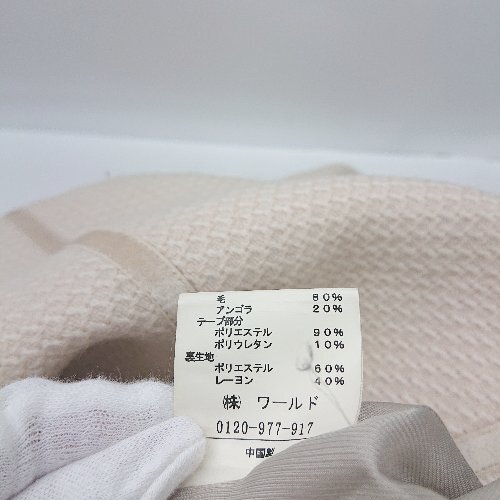 毛 80%
アンゴラ 20%
テープ部分
ポリエステル 90%
ポリウレタン 10%
裏生地
ポリエステル 60%
レーヨン 40%
㈱ ワールド
0120-977-917
中国製